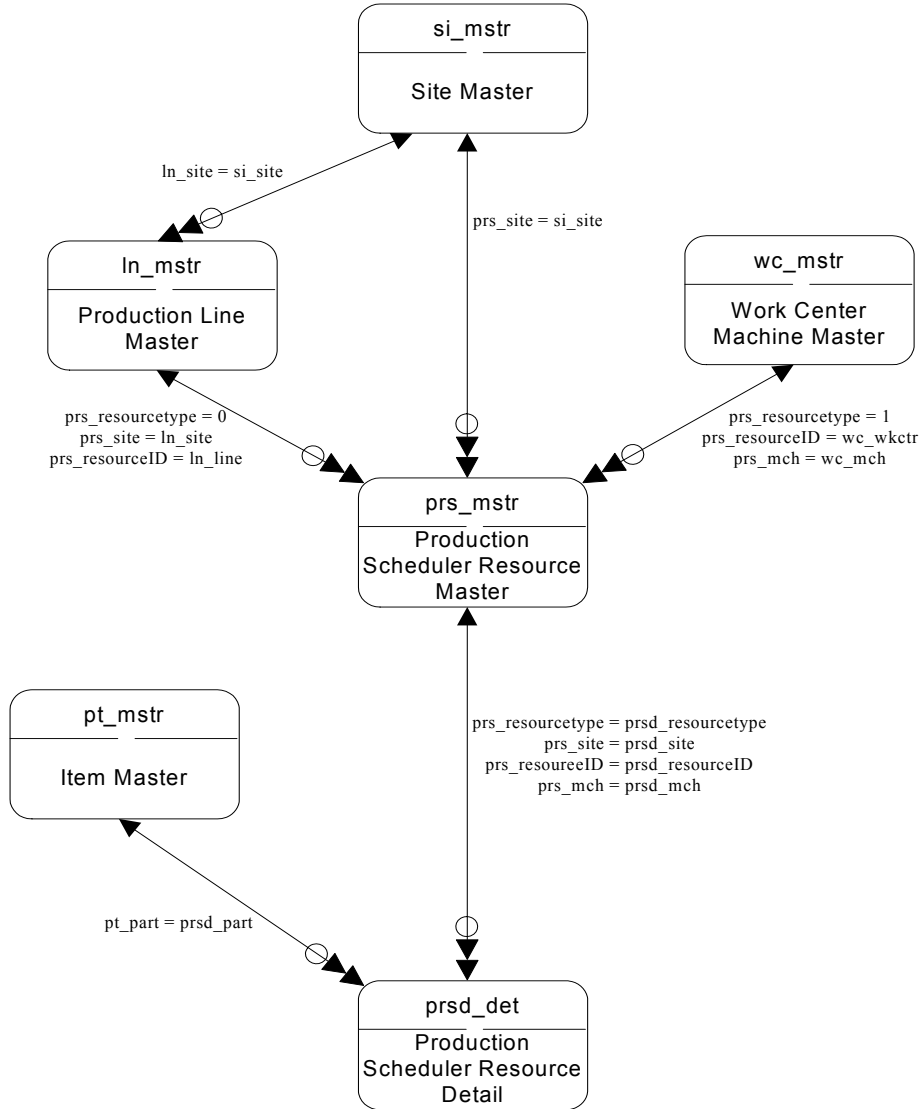 si_mstr
Site Master
ln_site = si_site
prs_site = si_site
ln_mstr
Production Line
Master
wc_mstr
Work Center
Machine Master
prs_resourcetype = 0
prs_site = ln_site
prs_resourceID = ln_line
prs_resourcetype = 1
prs_resourceID = wc_wkctr
prs_mch = wc_mch
prs_mstr
Production
Scheduler Resource
Master
pt_mstr
Item Master
prs_resourcetype = prsd_resourcetype
prs_site = prsd_site
prs_resoureeID = prsd_resourceID
prs_mch = prsd_mch
pt_part = prsd_part
prsd_det
Production
Scheduler Resource
Detail